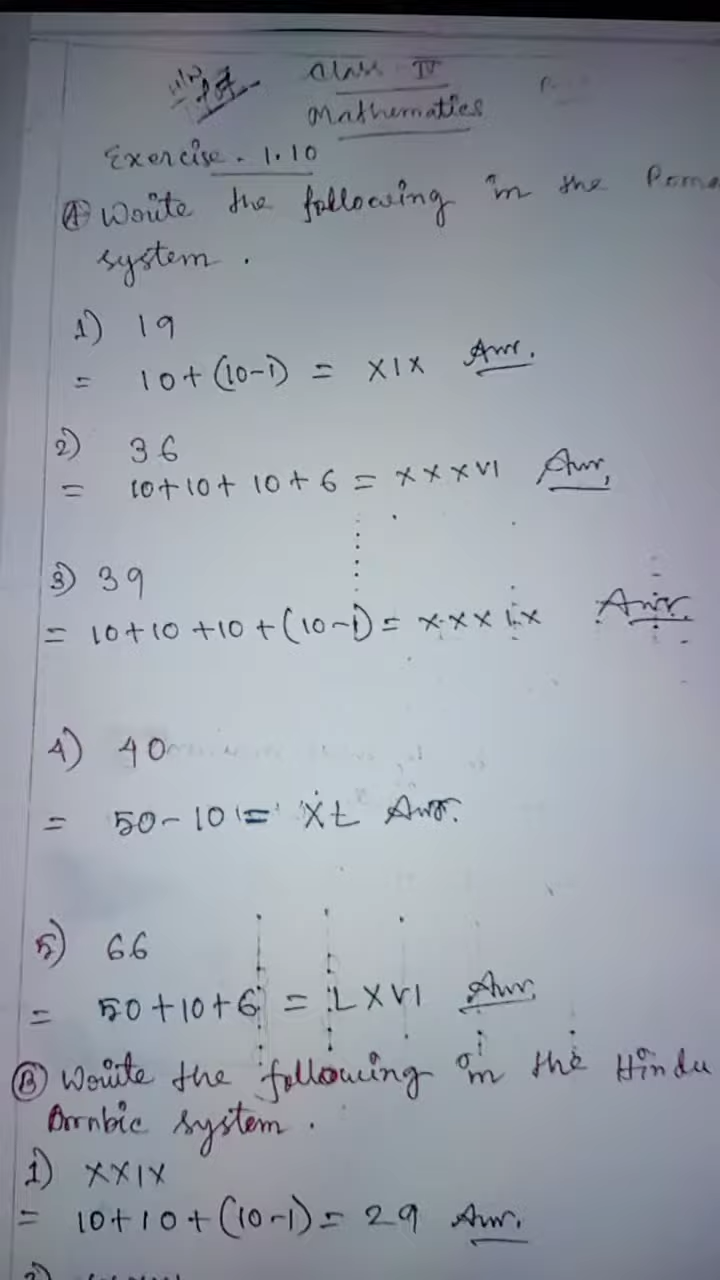 Class IV
Mathematics
Exercise. 1.10
A Write the following in the Roma
system.
1) 19
= 10+(10-1) = XIX Ans.
2) 36
= 10+10+10+6 = XXXVI Ans,
3) 39
= 10+10+10+(10-1) = XXXIX Ans.
4) 40
= 50-10 = XL Ans.
5) 66
= 50+10+6 = LXVI Ans,
B Write the following in the Hindu
system.
1) XXIX
= 10+10+(10-1) = 29 Ans.